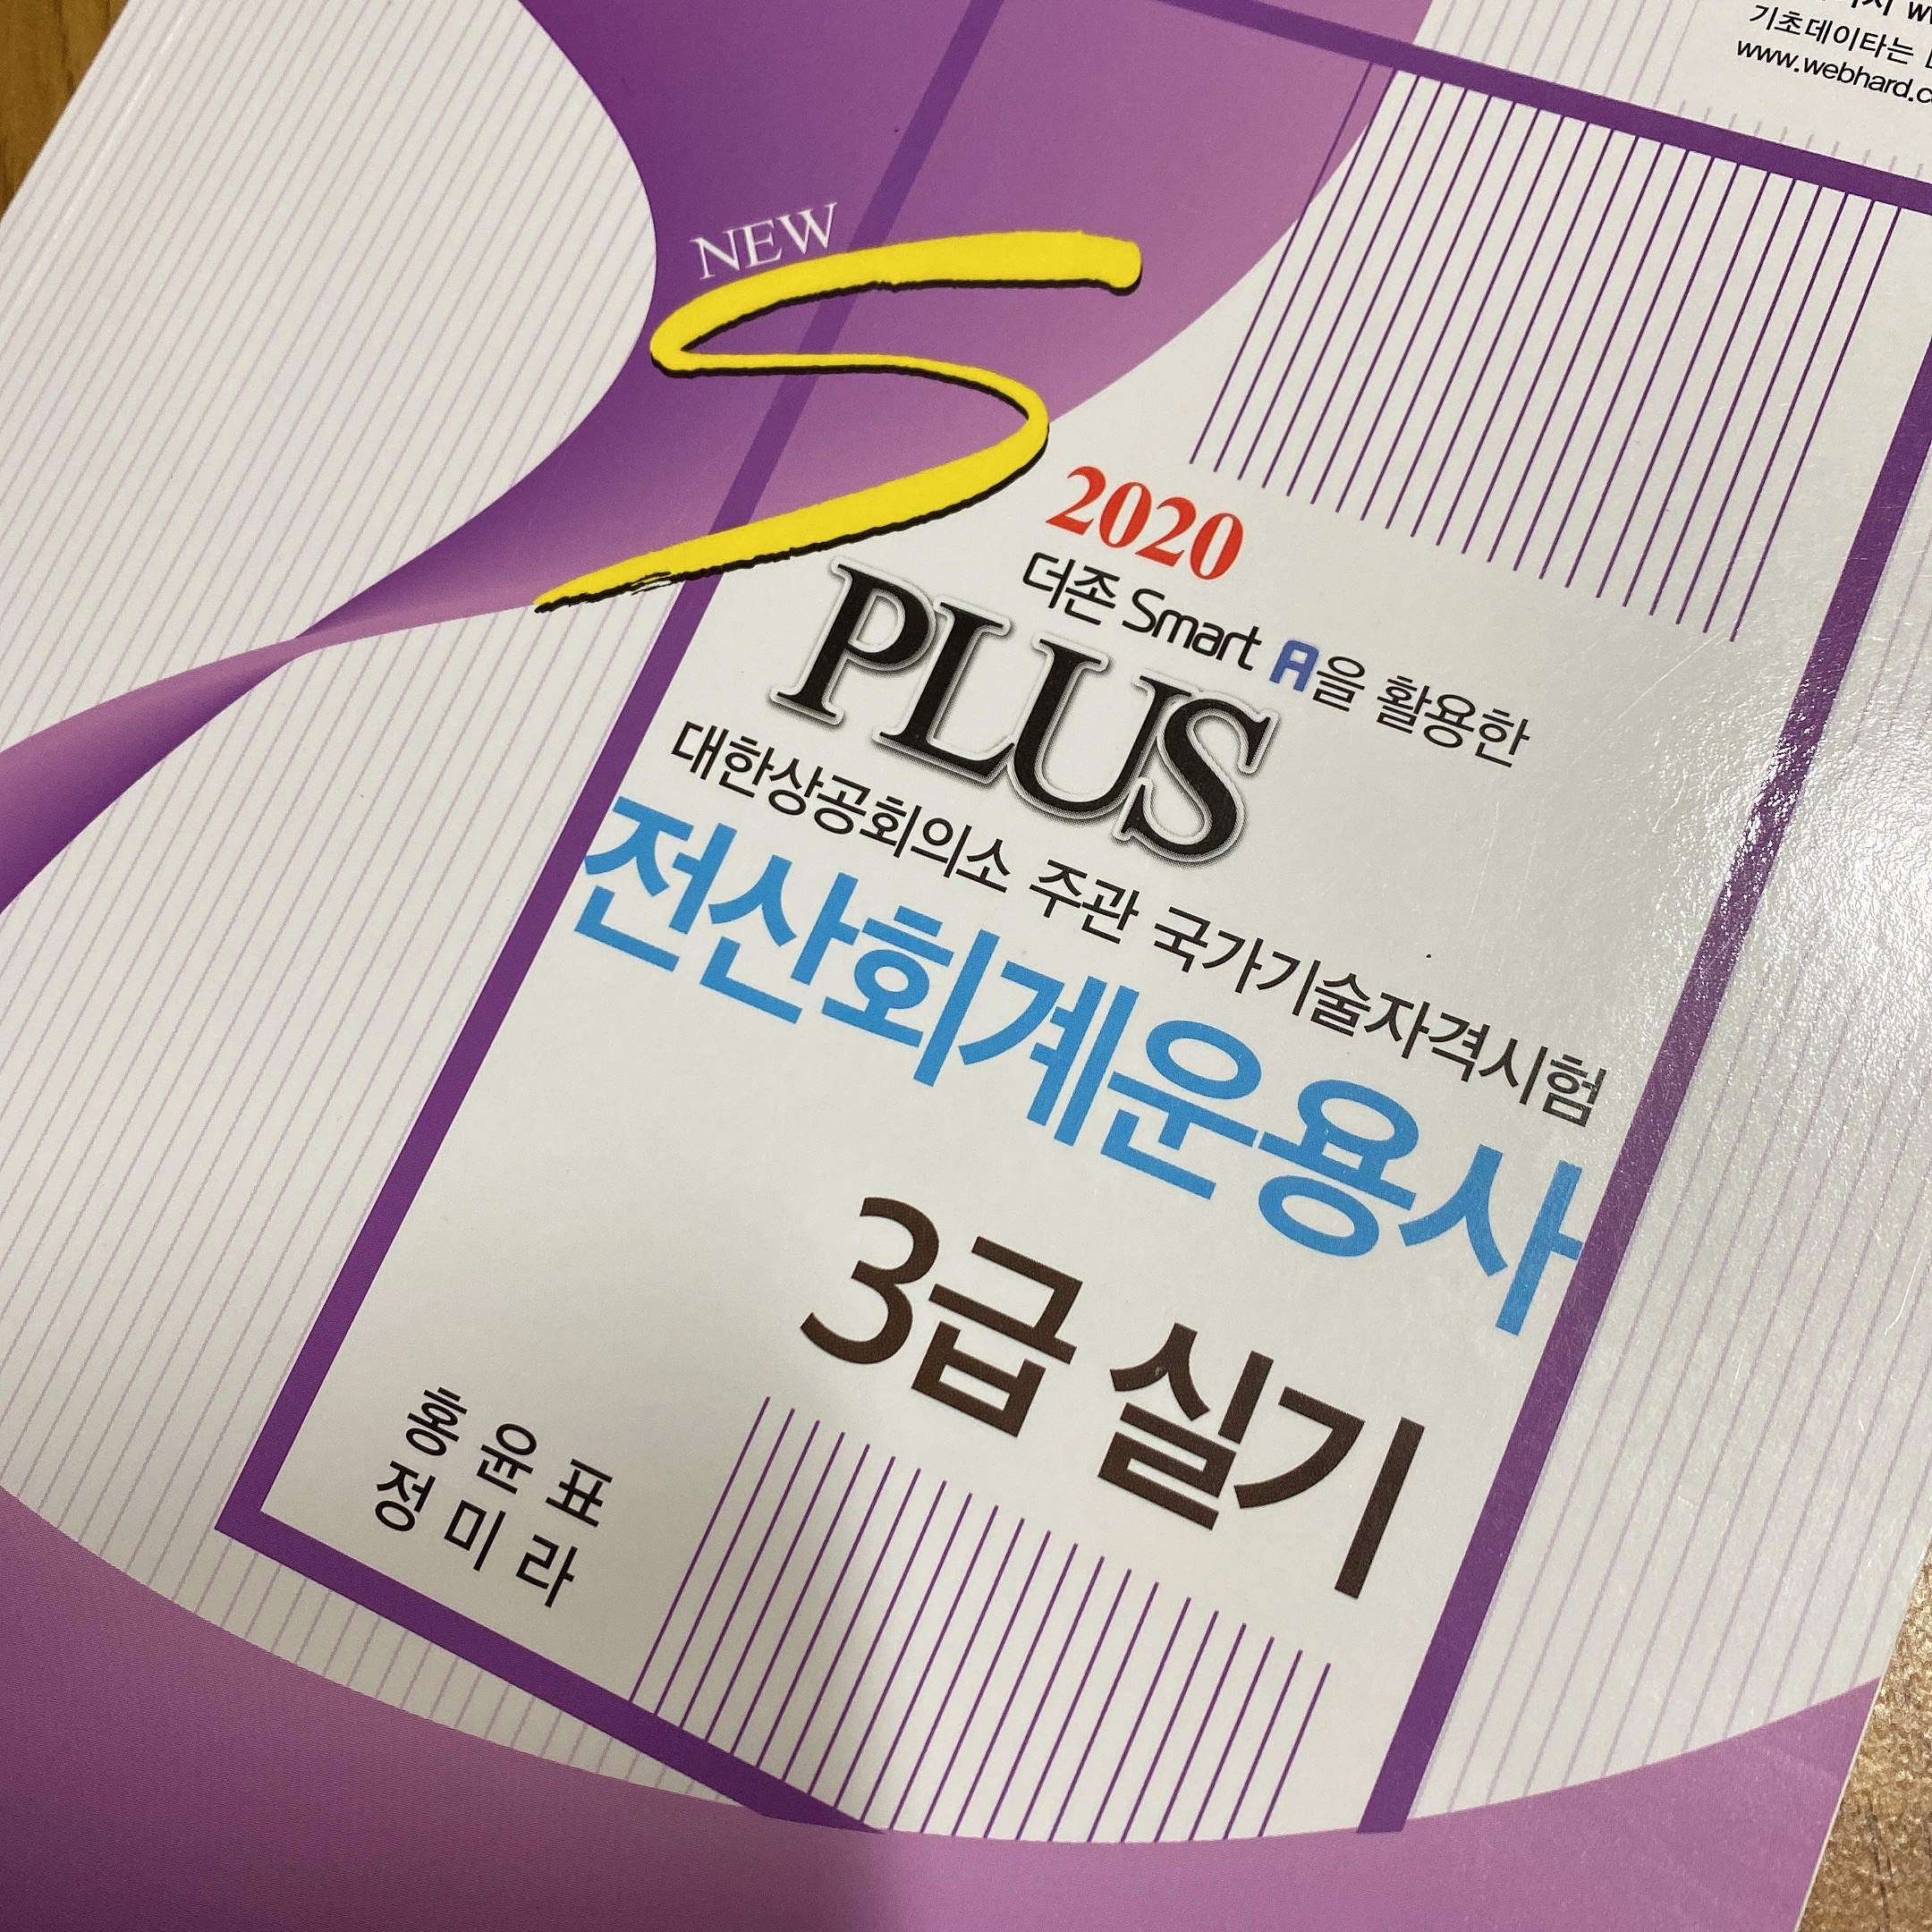 기초데이타는
www.webhard.c
NEW
S
2020
더존 Smart A을 활용한
PLUS
대한상공회의소 주관 국가기술자격시험
전산회계운용사
3급 실기
홍 윤 표
정 미 라